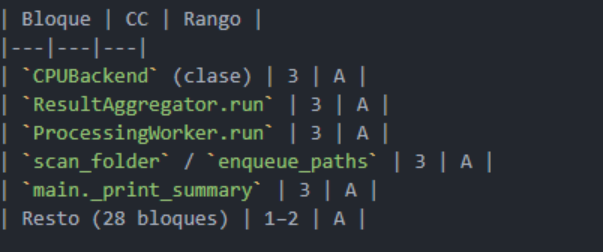 | Bloque | CC | Rango |
|---|---|---|
| `CPUBackend` (clase) | 3 | A |
| `ResultAggregator.run` | 3 | A |
| `ProcessingWorker.run` | 3 | A |
| `scan_folder` / `enqueue_paths` | 3 | A |
| `main._print_summary` | 3 | A |
| Resto (28 bloques) | 1–2 | A |